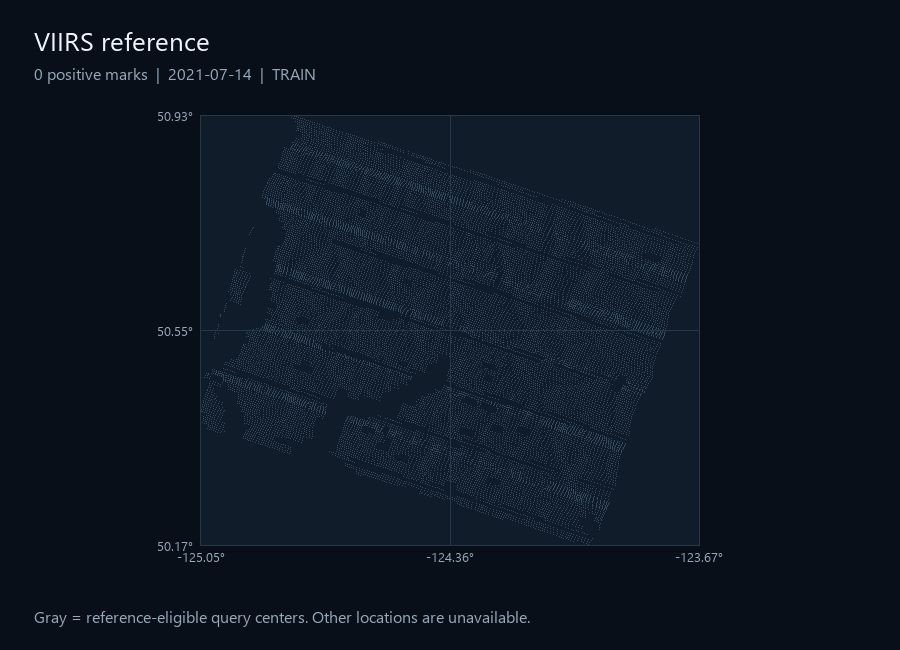 VIIRS reference
0 positive marks | 2021-07-14 | TRAIN
50.93°
50.55°
50.17°
-125.05°
-124.36°
-123.67°
Gray = reference-eligible query centers. Other locations are unavailable.